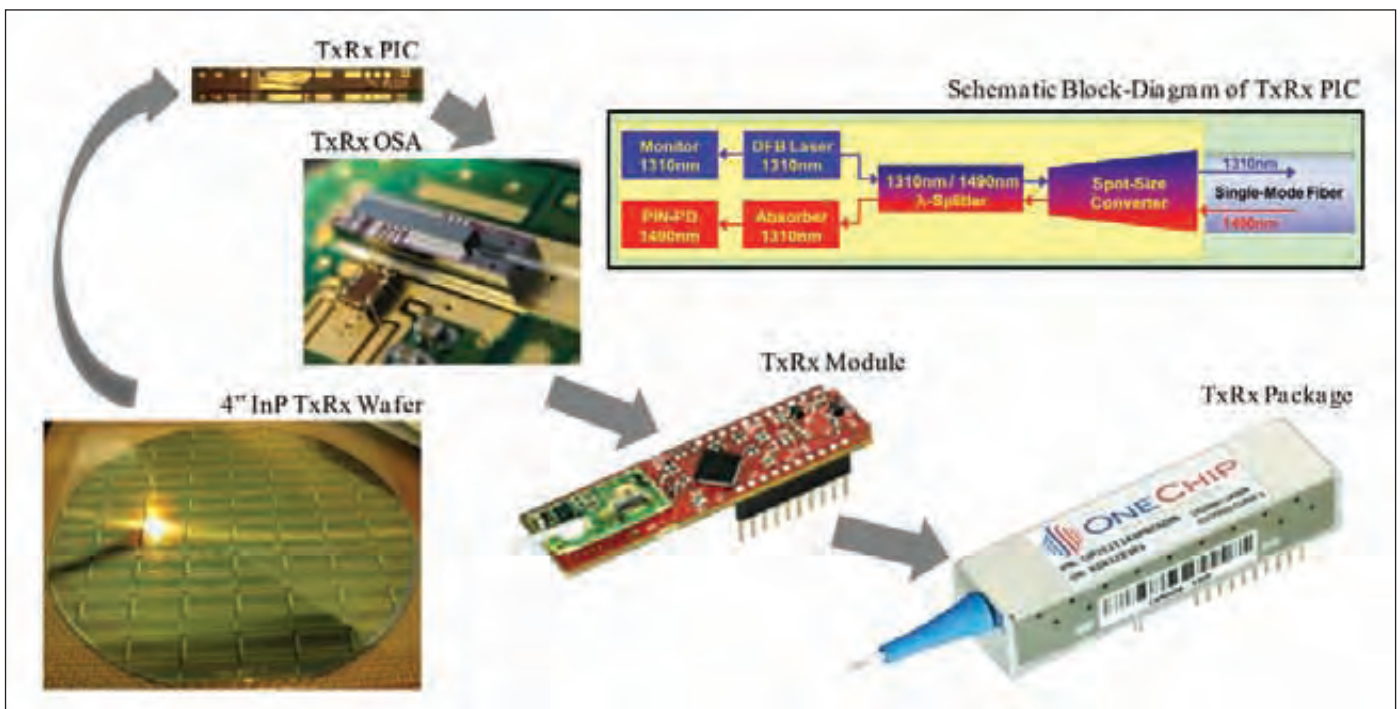 TxRx PIC
TxRx OSA
Schematic Block-Diagram of TxRx PIC
Monitor
1310nm
DFB Laser
1310nm
PIN-PD
1490nm
Absorber
1310nm
1310nm / 1490nm
λ-Splitter
Spot-Size
Converter
1310nm
Single-Mode Fiber
1490nm
4” InP TxRx Wafer
TxRx Module
TxRx Package
ONECHIP